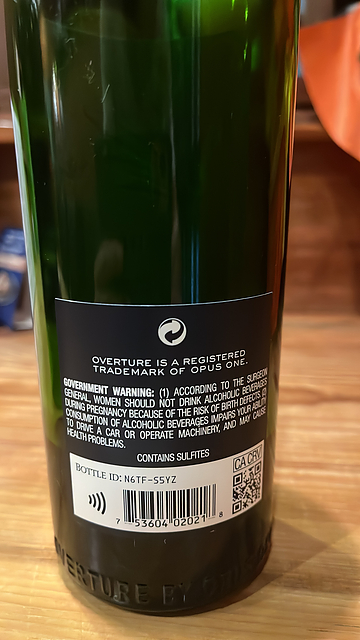 OVERTURE IS A REGISTERED
TRADEMARK OF OPUS ONE.
GOVERNMENT WARNING: (1) ACCORDING TO THE SURGEON
GENERAL, WOMEN SHOULD NOT DRINK ALCOHOLIC BEVERAGES
DURING PREGNANCY BECAUSE OF THE RISK OF BIRTH DEFECTS. (2)
CONSUMPTION OF ALCOHOLIC BEVERAGES IMPAIRS YOUR ABILITY
TO DRIVE A CAR OR OPERATE MACHINERY, AND MAY CAUSE
HEALTH PROBLEMS.
CONTAINS SULFITES
BOTTLE ID: N6TF-S5YZ
CA CRV
7 53604 02021 8
OVERTURE BY